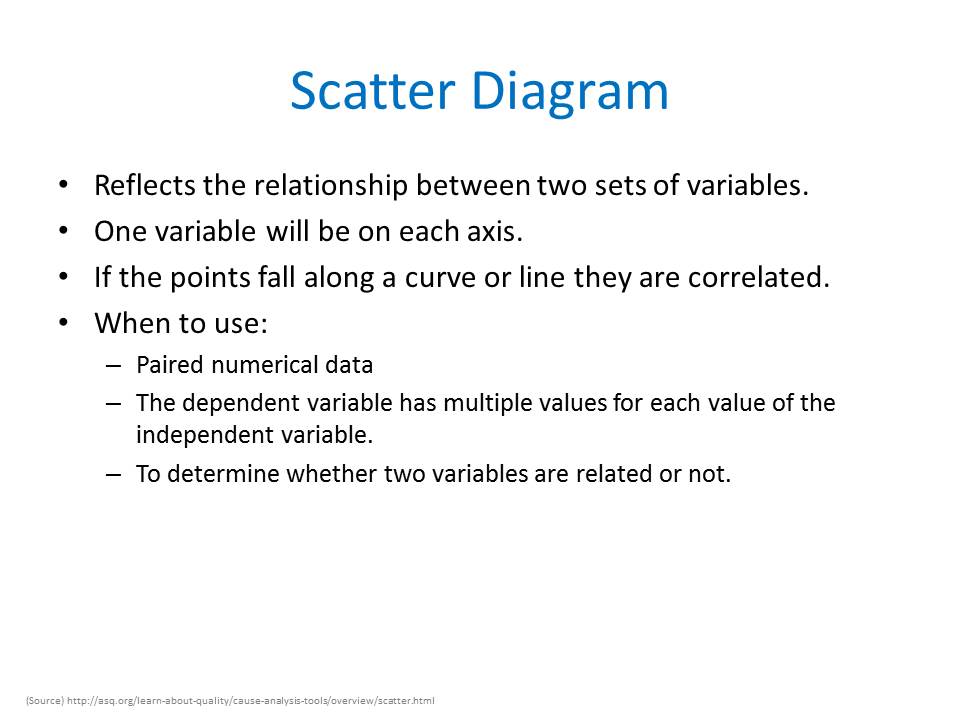 Scatter Diagram
• Reflects the relationship between two sets of variables.
• One variable will be on each axis.
• If the points fall along a curve or line they are correlated.
• When to use:
– Paired numerical data
– The dependent variable has multiple values for each value of the
independent variable.
– To determine whether two variables are related or not.
(Source) http://asq.org/learn-about-quality/cause-analysis-tools/overview/scatter.html